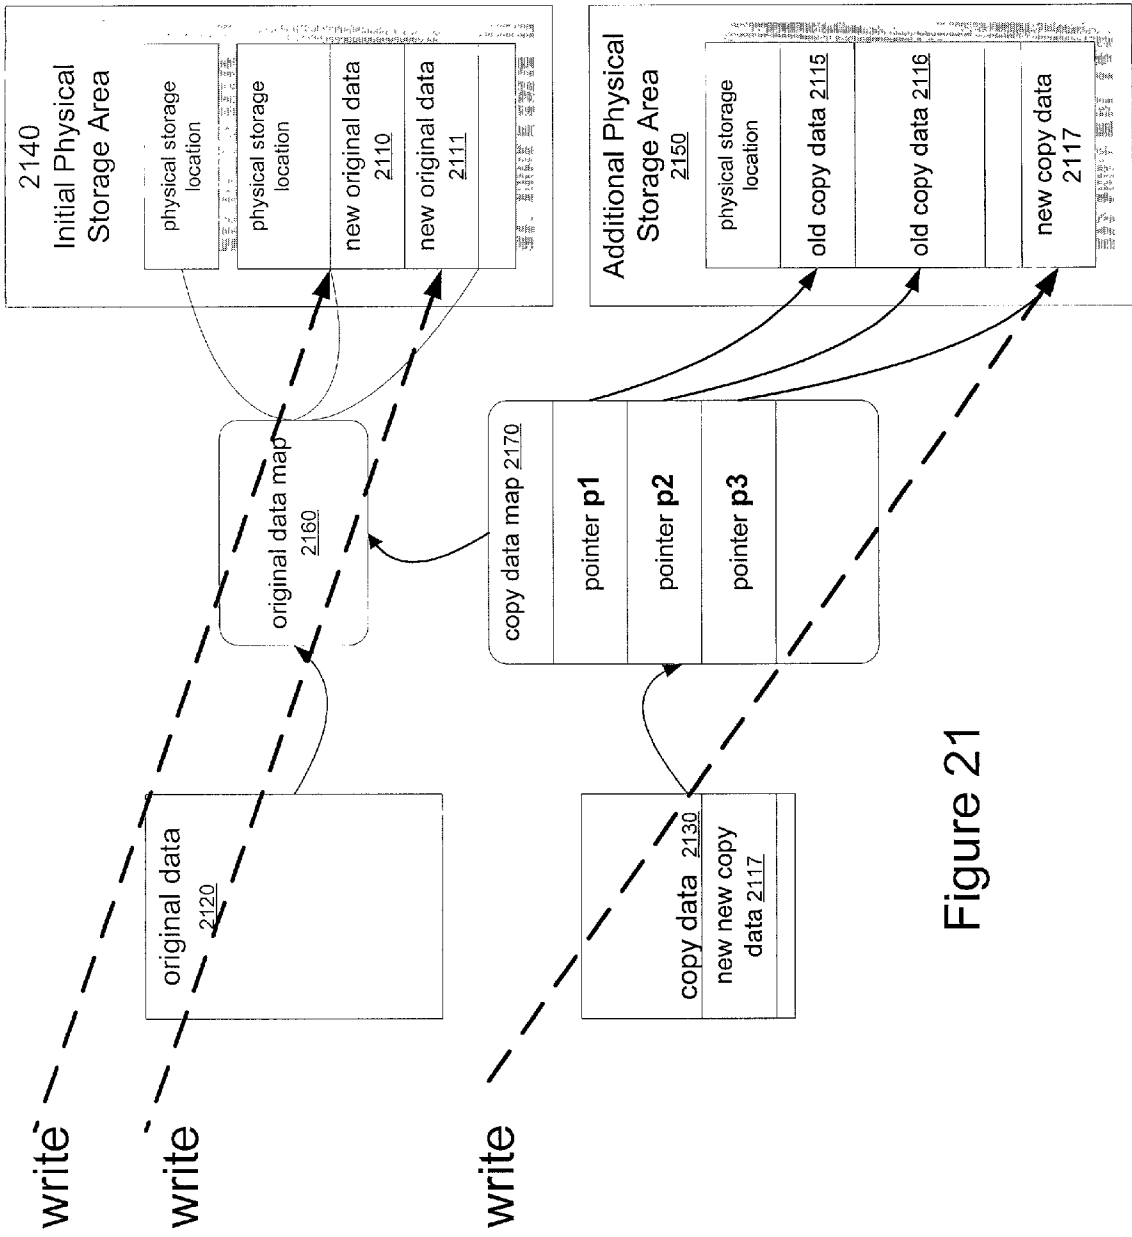 write
write
write
original data
2120
copy data 2130
new new copy
data 2117
original data map
2160
copy data map 2170
pointer p1
pointer p2
pointer p3
2140
Initial Physical
Storage Area
physical storage
location
physical storage
location
new original data
2110
new original data
2111
Additional Physical
Storage Area
2150
physical storage
location
old copy data 2115
old copy data 2116
new copy data
2117
Figure 21